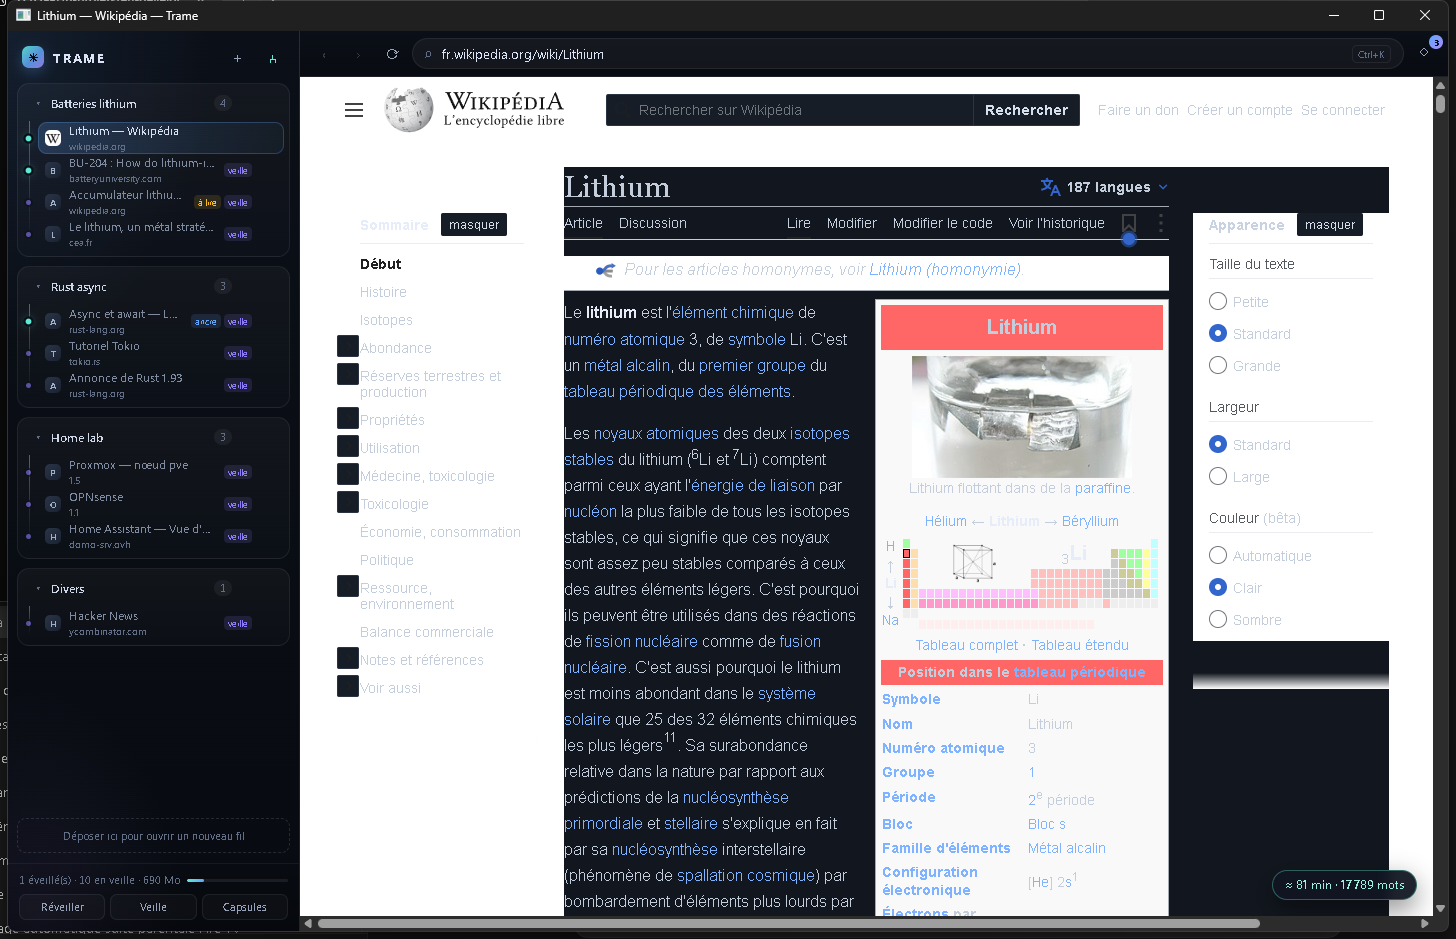 Lithium — Wikipédia — Trame
TRAME
fr.wikipedia.org/wiki/Lithium
Ctrl+K
3
Batteries lithium
4
Lithium — Wikipédia
wikipedia.org
BU-204 : How do lithium-i...
batteryuniversity.com
veille
Accumulateur lithiu...
wikipedia.org
à lire
veille
Le lithium, un métal straté...
cea.fr
veille
Rust async
3
Async et await — L...
rust-lang.org
ancre
veille
Tutoriel Tokio
tokio.rs
veille
Annonce de Rust 1.93
rust-lang.org
veille
Home lab
3
Proxmox — nœud pve
1.5
veille
OPNsense
1.1
veille
Home Assistant — Vue d'...
domo-srv.ovh
veille
Divers
1
Hacker News
ycombinator.com
veille
Déposer ici pour ouvrir un nouveau fil
1 éveillé(s) · 10 en veille · 690 Mo
Réveiller
Veille
Capsules
WIKIPÉDIA
L'encyclopédie libre
Rechercher sur Wikipédia
Rechercher
Faire un don
Créer un compte
Se connecter
Sommaire
masquer
Début
Histoire
Isotopes
Abondance
Réserves terrestres et
production
Propriétés
Utilisation
Médecine, toxicologie
Toxicologie
Économie, consommation
Politique
Ressource,
environnement
Balance commerciale
Notes et références
Voir aussi
Lithium
187 langues
Article
Discussion
Lire
Modifier
Modifier le code
Voir l'historique
Pour les articles homonymes, voir Lithium (homonymie).
Le lithium est l'élément chimique de
numéro atomique 3, de symbole Li. C'est
un métal alcalin, du premier groupe du
tableau périodique des éléments.
Les noyaux atomiques des deux isotopes
stables du lithium (6Li et 7Li) comptent
parmi ceux ayant l'énergie de liaison par
nucléon la plus faible de tous les isotopes
stables, ce qui signifie que ces noyaux
sont assez peu stables comparés à ceux
des autres éléments légers. C'est pourquoi
ils peuvent être utilisés dans des réactions
de fission nucléaire comme de fusion
nucléaire. C'est aussi pourquoi le lithium
est moins abondant dans le système
solaire que 25 des 32 éléments chimiques
les plus légers11. Sa surabondance
relative dans la nature par rapport aux
prédictions de la nucléosynthèse
primordiale et stellaire s'explique en fait
par sa nucléosynthèse interstellaire
(phénomène de spallation cosmique) par
bombardement d'éléments plus lourds par
Lithium
Lithium flottant dans de la paraffine.
Hélium ← Lithium → Béryllium
H
↑
Li
↓
Na
3Li
Tableau complet · Tableau étendu
Position dans le tableau périodique
Symbole Li
Nom Lithium
Numéro atomique 3
Groupe 1
Période 2e période
Bloc Bloc s
Famille d'éléments Métal alcalin
Configuration
électronique
[He] 2s1
Électrons par
Apparence
masquer
Taille du texte
Petite
Standard
Grande
Largeur
Standard
Large
Couleur (bêta)
Automatique
Clair
Sombre
≈ 81 min · 17 789 mots